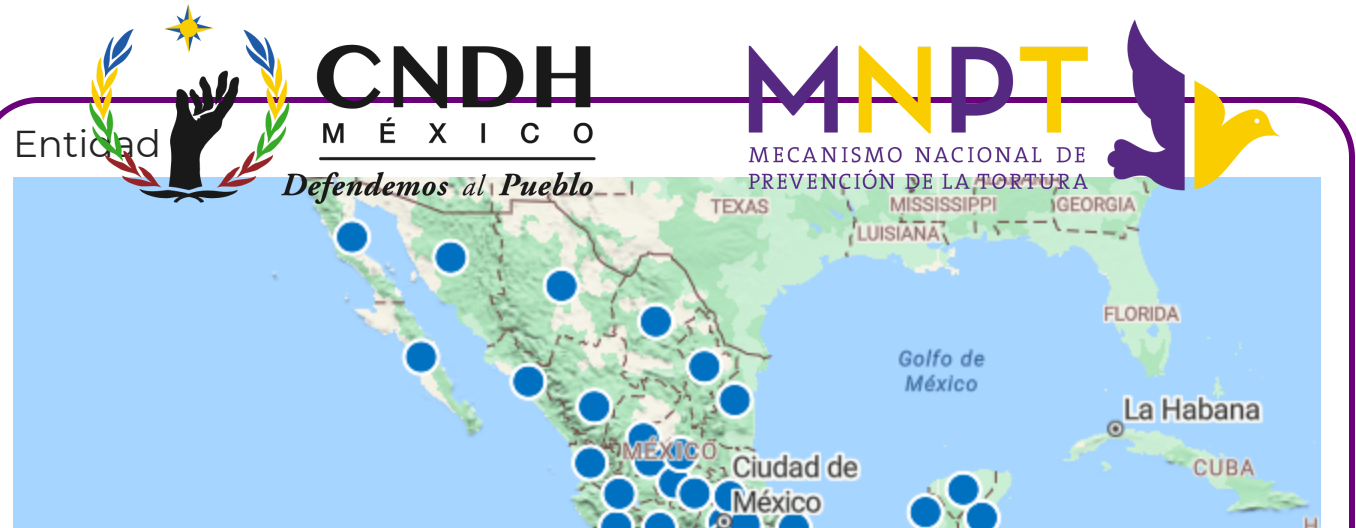 CNDH
MÉXICO
Defendemos al Pueblo
MNPT
MECANISMO NACIONAL DE
PREVENCIÓN DE LA TORTURA
Entidad
TEXAS
MISSISSIPPI
GEORGIA
LUISIANA
FLORIDA
Golfo de
México
La Habana
CUBA
MÉXICO
Ciudad de
México
H